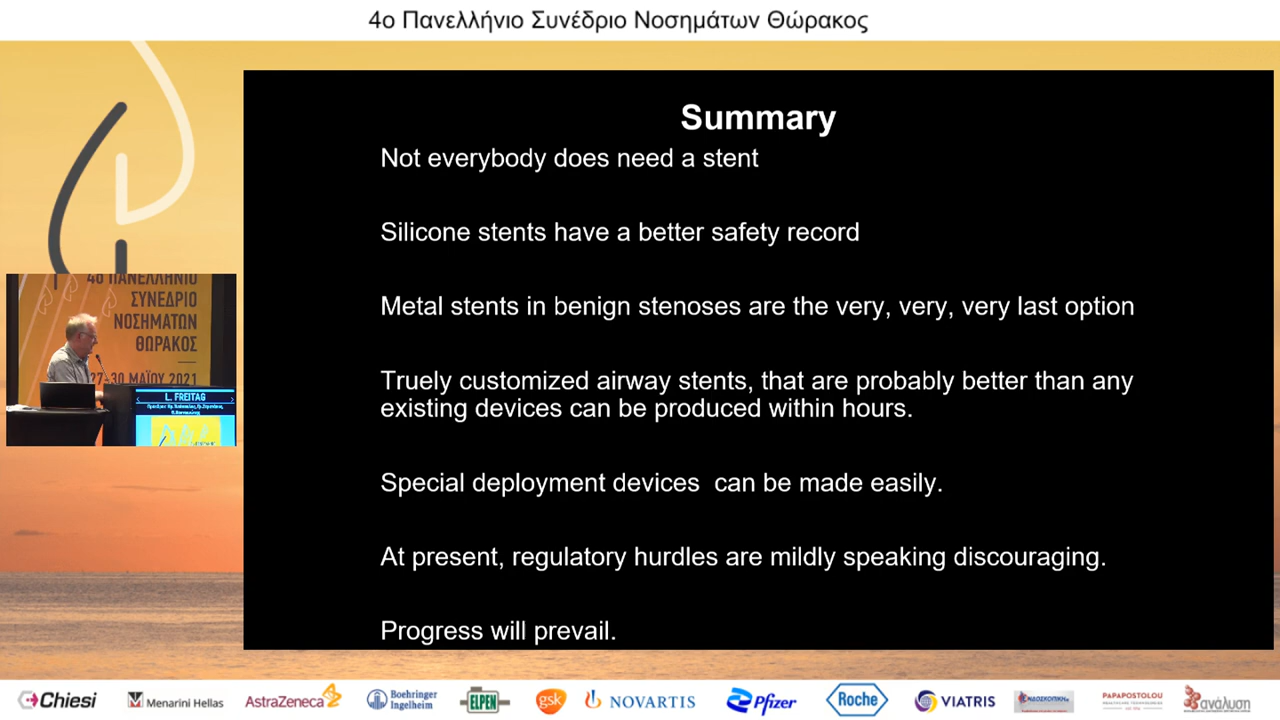 4ο Πανελλήνιο Συνέδριο Νοσημάτων Θώρακος
Summary
Not everybody does need a stent
Silicone stents have a better safety record
Metal stents in benign stenoses are the very, very, very last option
Truely customized airway stents, that are probably better than any
existing devices can be produced within hours.
Special deployment devices can be made easily.
At present, regulatory hurdles are mildly speaking discouraging.
Progress will prevail.
4ο ΠΑΝΕΛΛΗΝΙΟ
ΣΥΝΕΔΡΙΟ
ΝΟΣΗΜΑΤΩΝ
ΘΩΡΑΚΟΣ
27-30 ΜΑΪΟΥ 2021
L. FREITAG
Chiesi
Menarini Hellas
AstraZeneca
Boehringer
Ingelheim
ELPEN
gsk
NOVARTIS
Pfizer
Roche
VIATRIS
ΕΝΔΟΣΚΟΠΙΚΗ
PAPAPOSTOLOU
ανάλυση